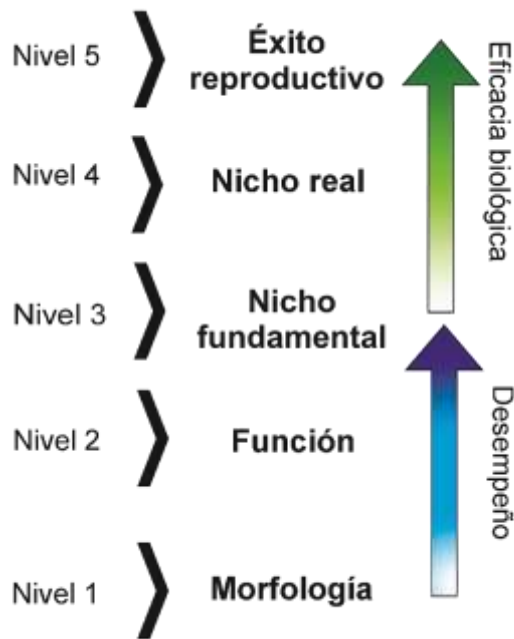 Nivel 5
Éxito
reproductivo
Nivel 4
Nicho real
Nivel 3
Nicho
fundamental
Nivel 2
Función
Nivel 1
Morfología
Eficacia biológica
Desempeño